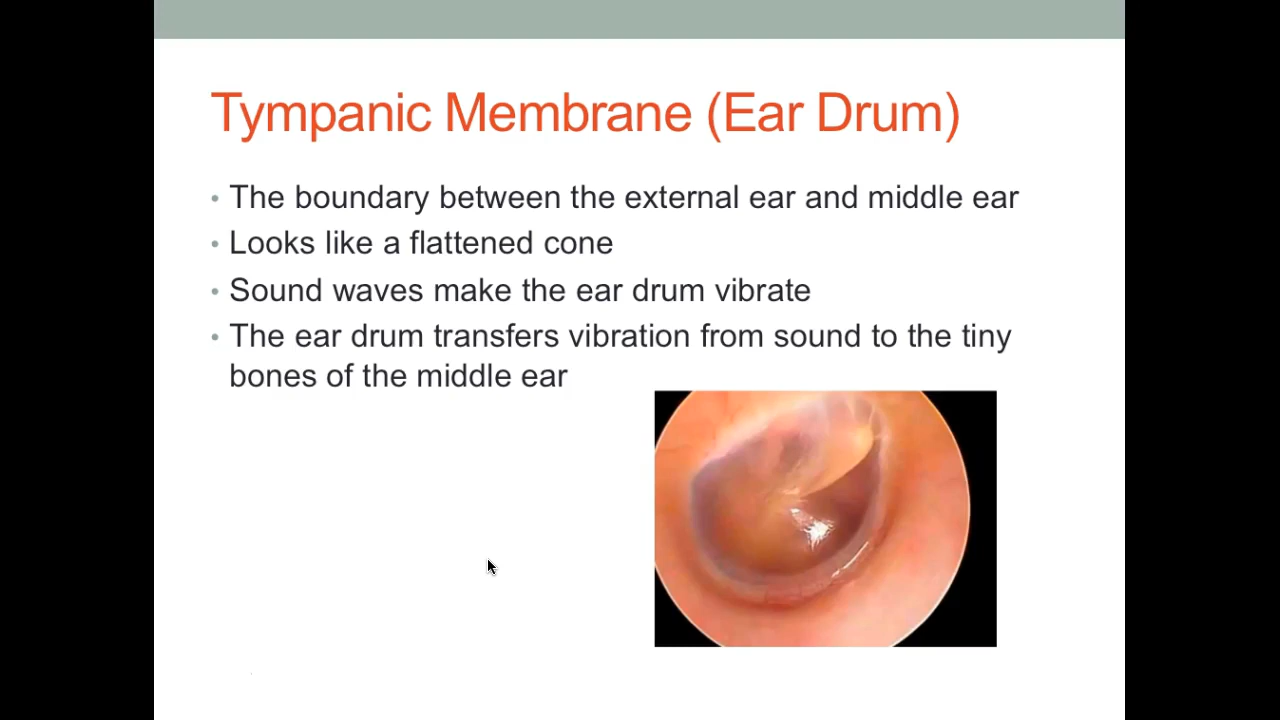 Tympanic Membrane (Ear Drum)
• The boundary between the external ear and middle ear
• Looks like a flattened cone
• Sound waves make the ear drum vibrate
• The ear drum transfers vibration from sound to the tiny
bones of the middle ear